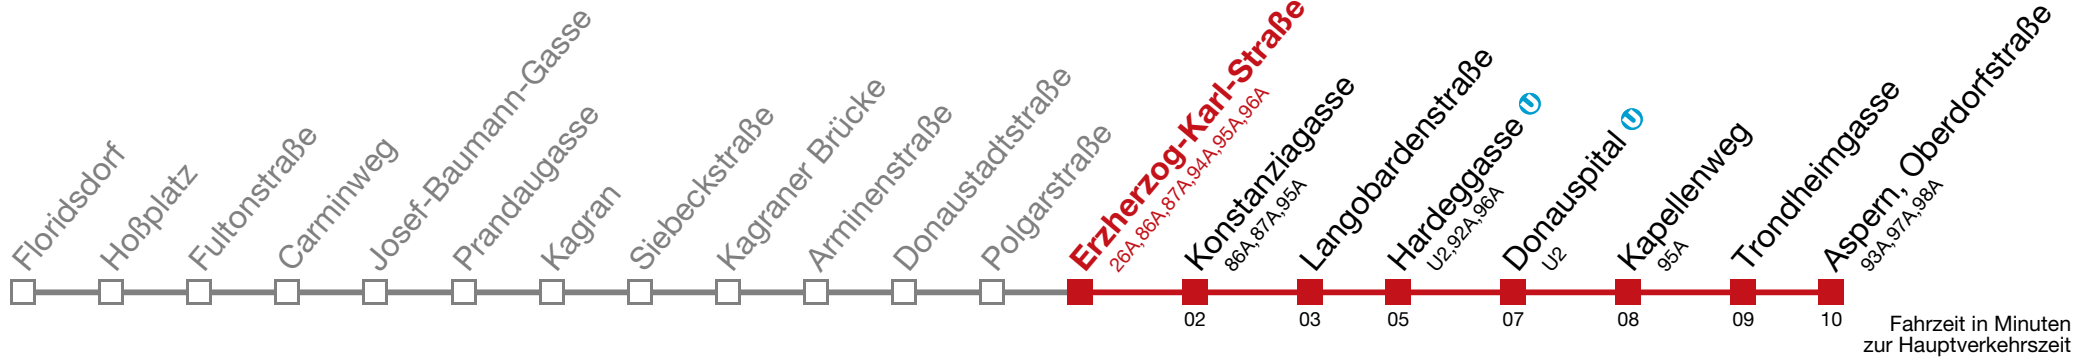 Floridsdorf
Hoßplatz
Fultonstraße
Carminweg
Josef-Baumann-Gasse
Prandaugasse
Kagran
Siebeckstraße
Kagraner Brücke
Arminenstraße
Donaustadtstraße
Polgarstraße
Erzherzog-Karl-Straße
26A,86A,87A,94A,95A,96A
Konstanziagasse
86A,87A,95A
Langobardenstraße
Hardeggasse U
U2,92A,96A
Donauspital U
U2
Kapellenweg
95A
Trondheimgasse
Aspern, Oberdorfstraße
93A,97A,98A
02 03 05 07 08 09 10
Fahrzeit in Minuten
zur Hauptverkehrszeit